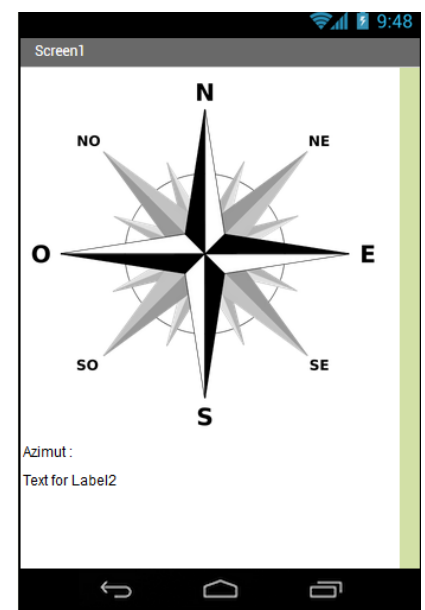 9:48
Screen1
N
NO NE
O E
SO SE
S
Azimut :
Text for Label2